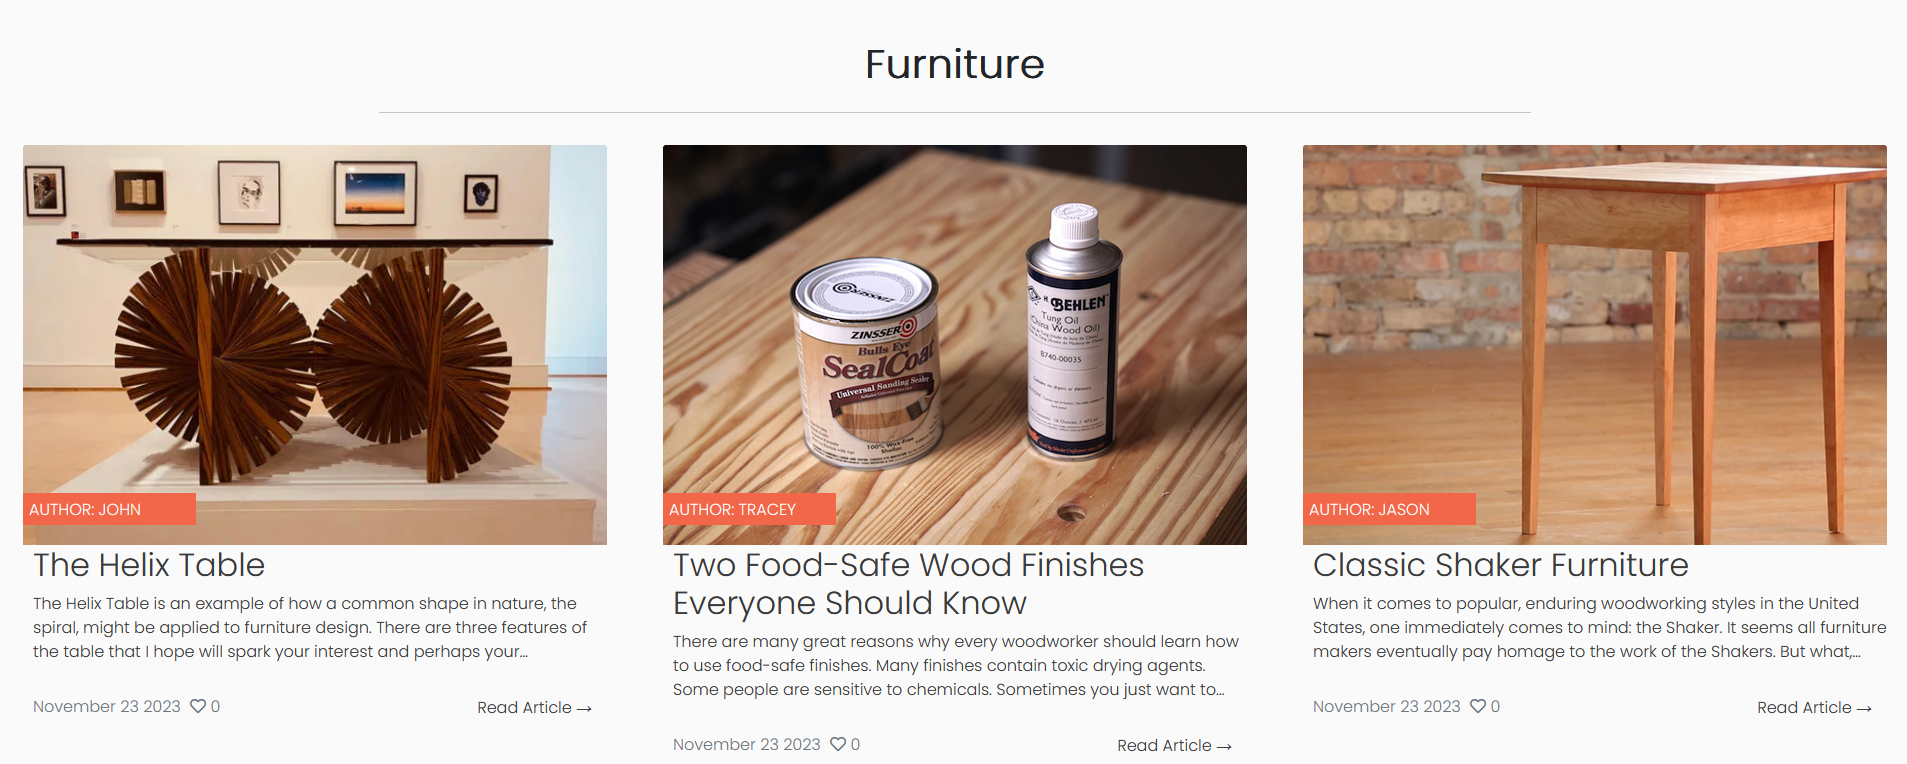 Furniture
AUTHOR: JOHN
The Helix Table
The Helix Table is an example of how a common shape in nature, the
spiral, might be applied to furniture design. There are three features of
the table that I hope will spark your interest and perhaps your...
November 23 2023 0
Read Article →
ZINSSER
ZINSSER
Bulls Eye
SealCoat
Universal Sanding Sealer
100% Wax Free
Shellac
H. BEHLEN
Tung Oil
(China Wood Oil)
B740-00035
AUTHOR: TRACEY
Two Food-Safe Wood Finishes
Everyone Should Know
There are many great reasons why every woodworker should learn how
to use food-safe finishes. Many finishes contain toxic drying agents.
Some people are sensitive to chemicals. Sometimes you just want to...
November 23 2023 0
Read Article →
AUTHOR: JASON
Classic Shaker Furniture
When it comes to popular, enduring woodworking styles in the United
States, one immediately comes to mind: the Shaker. It seems all furniture
makers eventually pay homage to the work of the Shakers. But what,...
November 23 2023 0
Read Article →